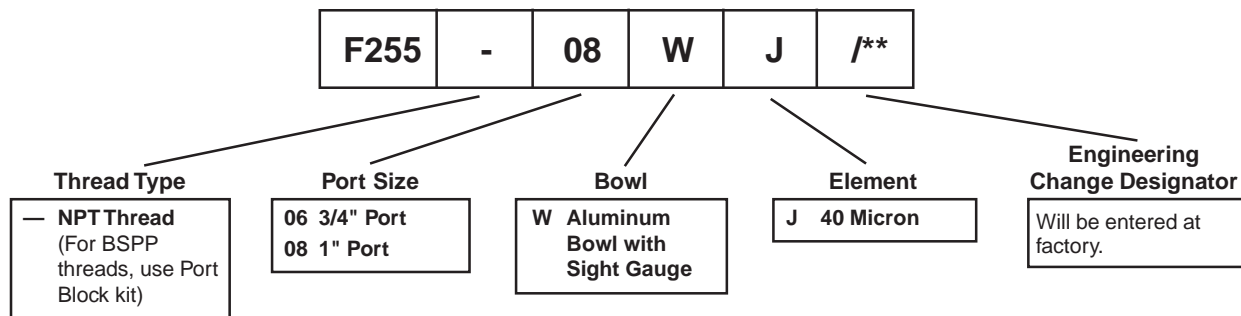 F255 - 08 W J /**
Thread Type
— NPT Thread
(For BSPP
threads, use Port
Block kit)
Port Size
06 3/4" Port
08 1" Port
Bowl
W Aluminum
Bowl with
Sight Gauge
Element
J 40 Micron
Engineering
Change Designator
Will be entered at
factory.